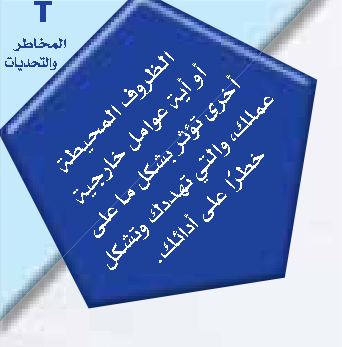 T
المخاطر
والتحديات
الظروف المحيطة
أو أية عوامل خارجية
أخرى تؤثر بشكل ما على
عملك، والتي تهددك وتشكل
خطرًا على أدائك.